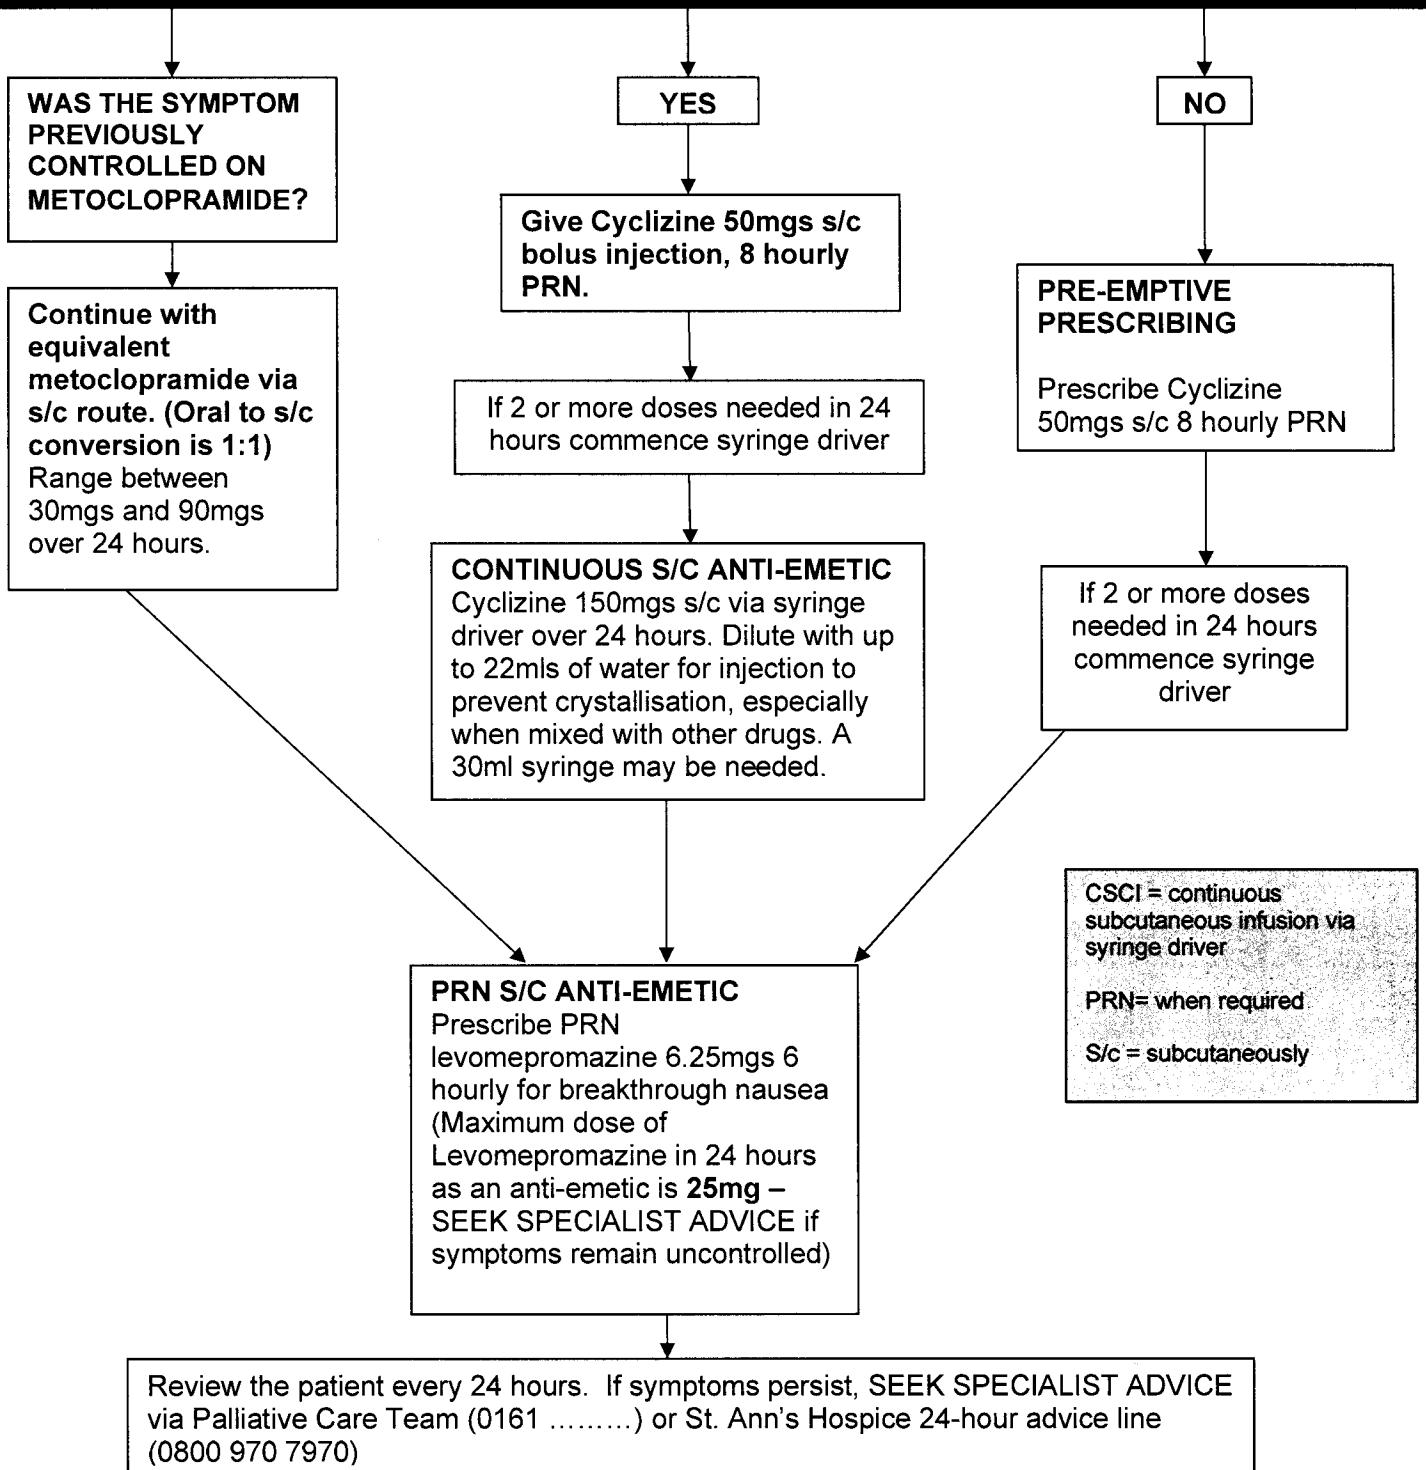 WAS THE SYMPTOM
PREVIOUSLY
CONTROLLED ON
METOCLOPRAMIDE?
Continue with
equivalent
metoclopramide via
s/c route. (Oral to s/c
conversion is 1:1)
Range between
30mgs and 90mgs
over 24 hours.
YES
Give Cyclizine 50mgs s/c
bolus injection, 8 hourly
PRN.
If 2 or more doses needed in 24
hours commence syringe driver
CONTINUOUS S/C ANTI-EMETIC
Cyclizine 150mgs s/c via syringe
driver over 24 hours. Dilute with up
to 22mls of water for injection to
prevent crystallisation, especially
when mixed with other drugs. A
30ml syringe may be needed.
NO
PRE-EMPTIVE
PRESCRIBING
Prescribe Cyclizine
50mgs s/c 8 hourly PRN
If 2 or more doses
needed in 24 hours
commence syringe
driver
CSCI = continuous
subcutaneous infusion via
syringe driver
PRN= when required
S/c = subcutaneously
PRN S/C ANTI-EMETIC
Prescribe PRN
levomepromazine 6.25mgs 6
hourly for breakthrough nausea
(Maximum dose of
Levomepromazine in 24 hours
as an anti-emetic is 25mg –
SEEK SPECIALIST ADVICE if
symptoms remain uncontrolled)
Review the patient every 24 hours.  If symptoms persist, SEEK SPECIALIST ADVICE
via Palliative Care Team (0161 .........) or St. Ann's Hospice 24-hour advice line
(0800 970 7970)